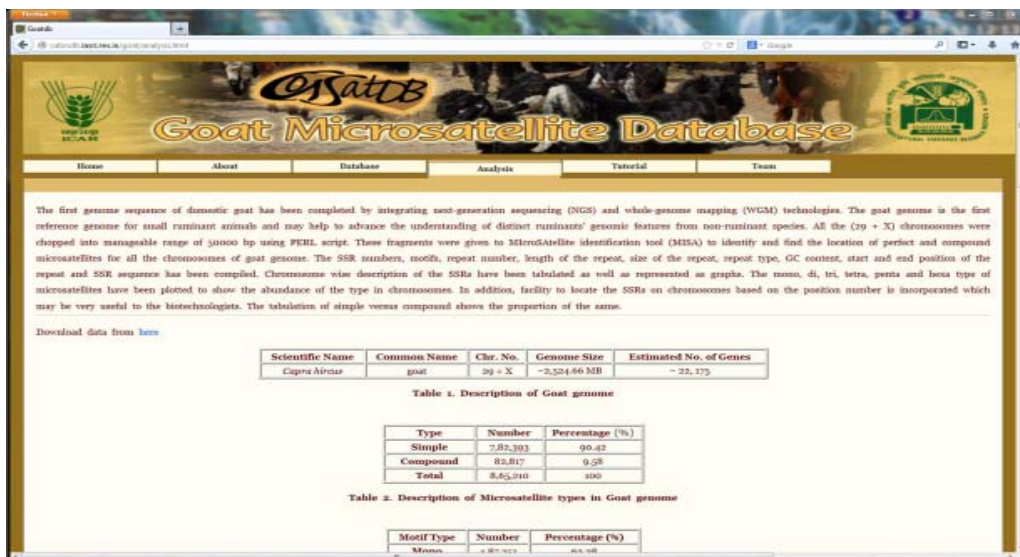 Firefox
Goatdb
Google
ICAR
GoSatDB
Goat Microsatellite Database
Home
About
Database
Analysis
Tutorial
Team
The first genome sequence of domestic goat has been completed by integrating next-generation sequencing (NGS) and whole-genome mapping (WGM) technologies. The goat genome is the first
reference genome for small ruminant animals and may help to advance the understanding of distinct ruminants' genomic features from non-ruminant species. All the (29 + X) chromosomes were
chopped into manageable range of 50000 bp using PERL script. These fragments were given to MIcroSAtellite identification tool (MISA) to identify and find the location of perfect and compound
microsatellites for all the chromosomes of goat genome. The SSR numbers, motifs, repeat number, length of the repeat, size of the repeat, repeat type, GC content, start and end position of the
repeat and SSR sequence has been compiled. Chromosome wise description of the SSRs have been tabulated as well as represented as graphs. The mono, di, tri, tetra, penta and hexa type of
microsatellites have been plotted to show the abundance of the type in chromosomes. In addition, facility to locate the SSRs on chromosomes based on the position number is incorporated which
may be very useful to the biotechnologists. The tabulation of simple versus compound shows the proportion of the same.
Download data from here
Scientific Name Common Name Chr. No. Genome Size Estimated No. of Genes
Capra hircus goat 29 + X ~2,524.66 MB ~ 22, 175
Table 1. Description of Goat genome
Type Number Percentage (%)
Simple 7,82,393 90.42
Compound 82,817 9.58
Total 8,65,210 100
Table 2. Description of Microsatellite types in Goat genome
Motif Type Number Percentage (%)
Mono